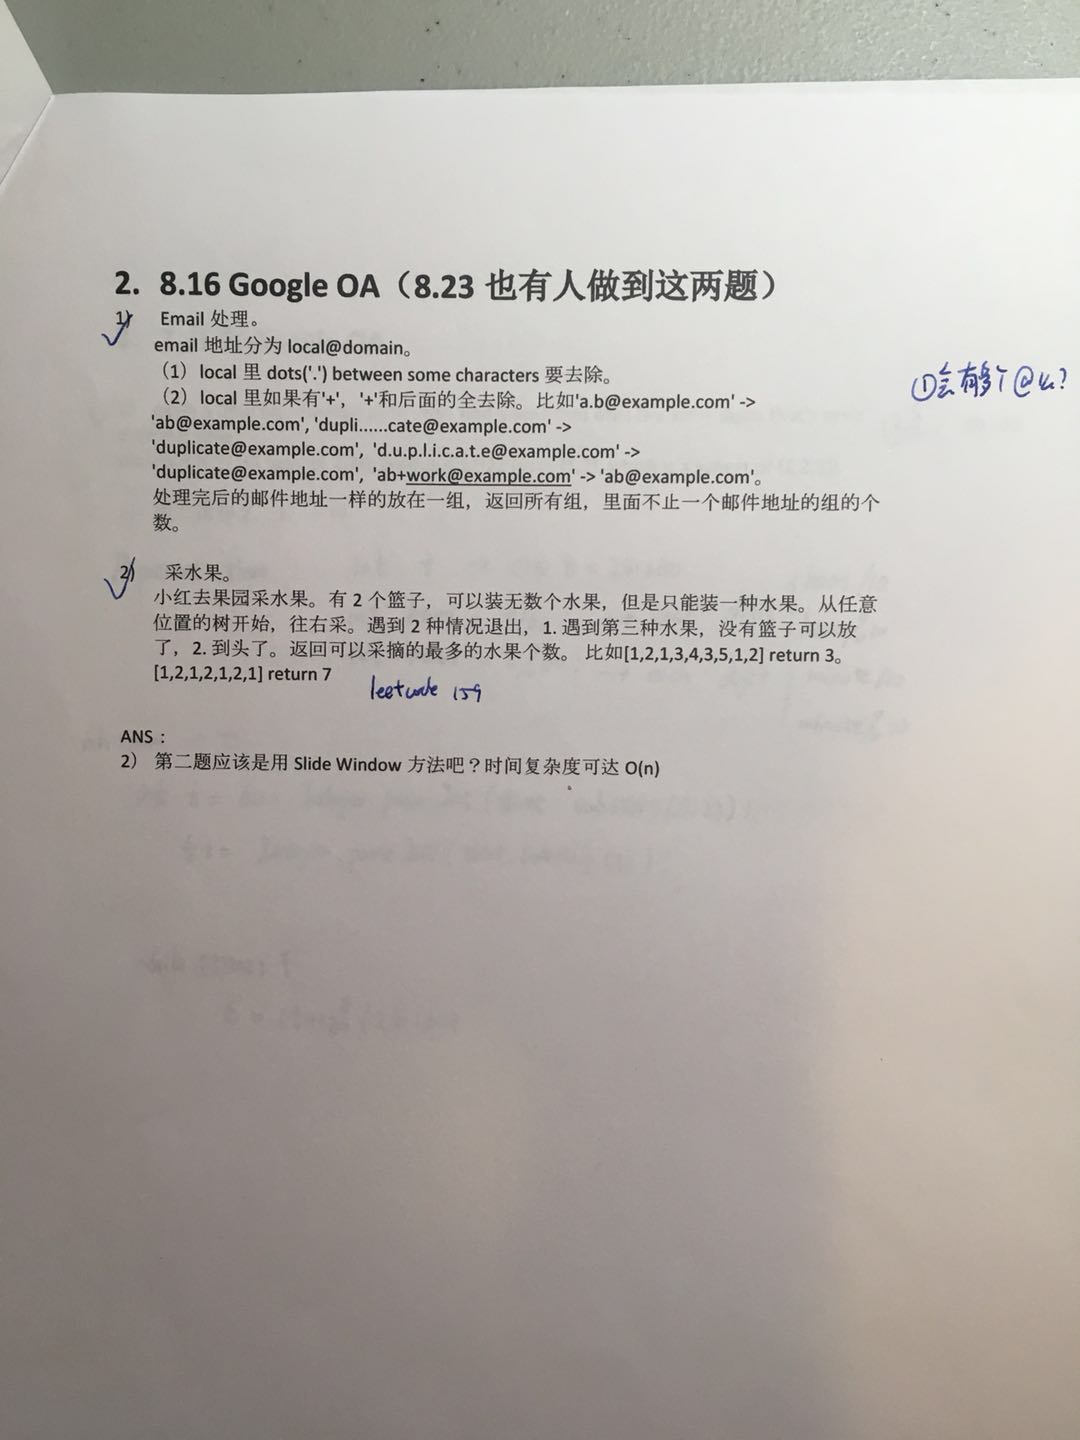 2. 8.16 Google OA（8.23 也有人做到这两题）
1) Email 处理。
email 地址分为 local@domain。
（1）local 里 dots('.') between some characters 要去除。
①会有多个@么?
（2）local 里如果有'+'，'+'和后面的全去除。比如'a.b@example.com' ->
'ab@example.com', 'dupli......cate@example.com' ->
'duplicate@example.com', 'd.u.p.l.i.c.a.t.e@example.com' ->
'duplicate@example.com', 'ab+work@example.com' -> 'ab@example.com'。
处理完后的邮件地址一样的放在一组，返回所有组，里面不止一个邮件地址的组的个
数。
2) 采水果。
小红去果园采水果。有 2 个篮子，可以装无数个水果，但是只能装一种水果。从任意
位置的树开始，往右采。遇到 2 种情况退出，1. 遇到第三种水果，没有篮子可以放
了，2. 到头了。返回可以采摘的最多的水果个数。 比如[1,2,1,3,4,3,5,1,2] return 3。
[1,2,1,2,1,2,1] return 7
leetcode 159
ANS：
2） 第二题应该是用 Slide Window 方法吧？时间复杂度可达 O(n)